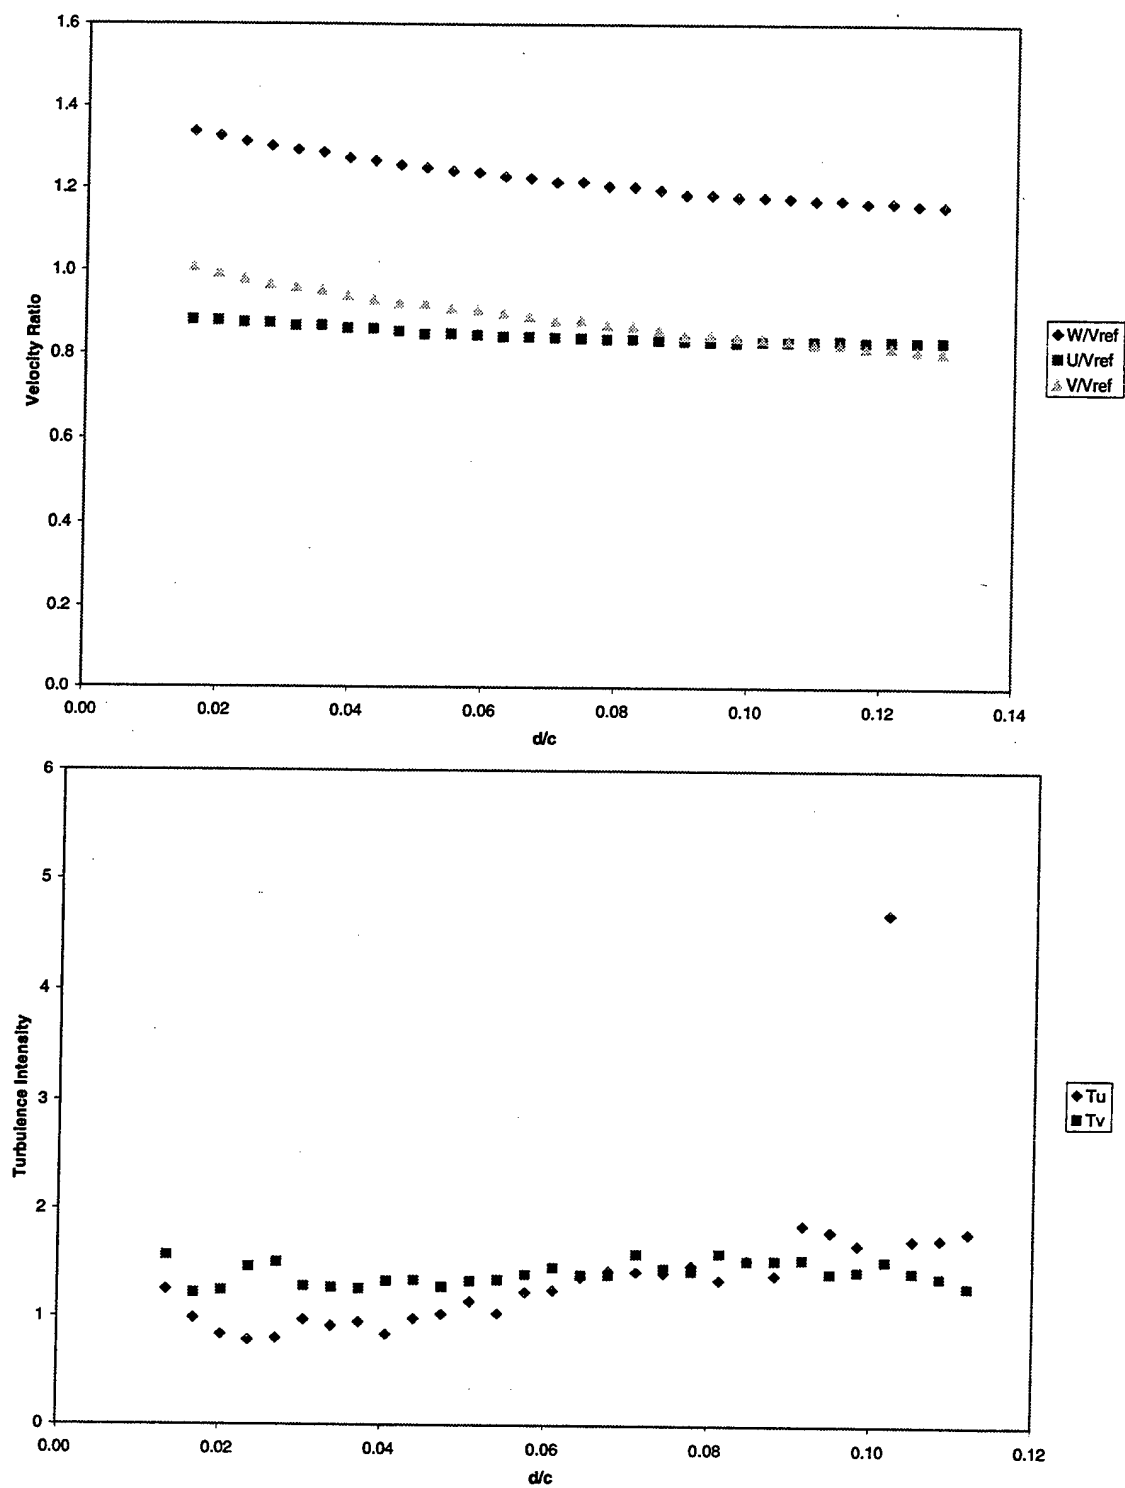 1.6
1.4
1.2
1.0
0.8
0.6
0.4
0.2
0.0
Velocity Ratio
0.00 0.02 0.04 0.06 0.08 0.10 0.12 0.14
d/c
W/Vref
U/Vref
V/Vref
6
5
4
3
2
1
0
Turbulence Intensity
0.00 0.02 0.04 0.06 0.08 0.10 0.12
d/c
Tu
Tv